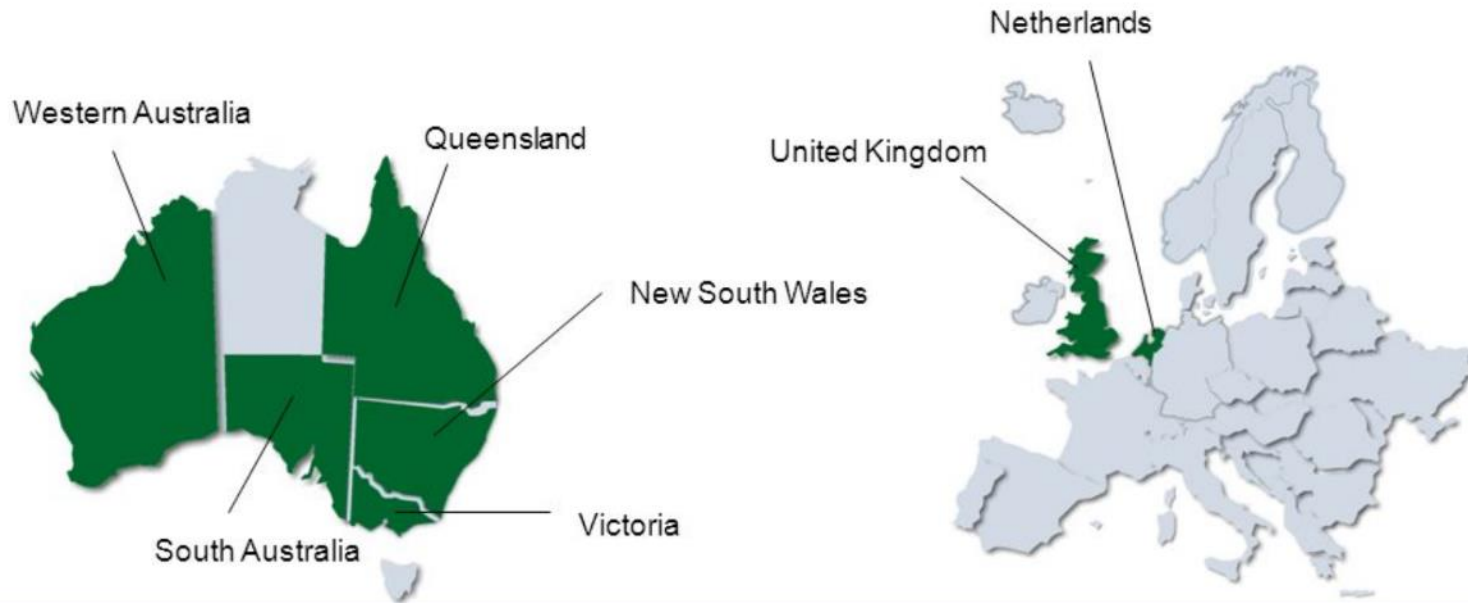 Netherlands
Western Australia
Queensland
United Kingdom
New South Wales
Victoria
South Australia